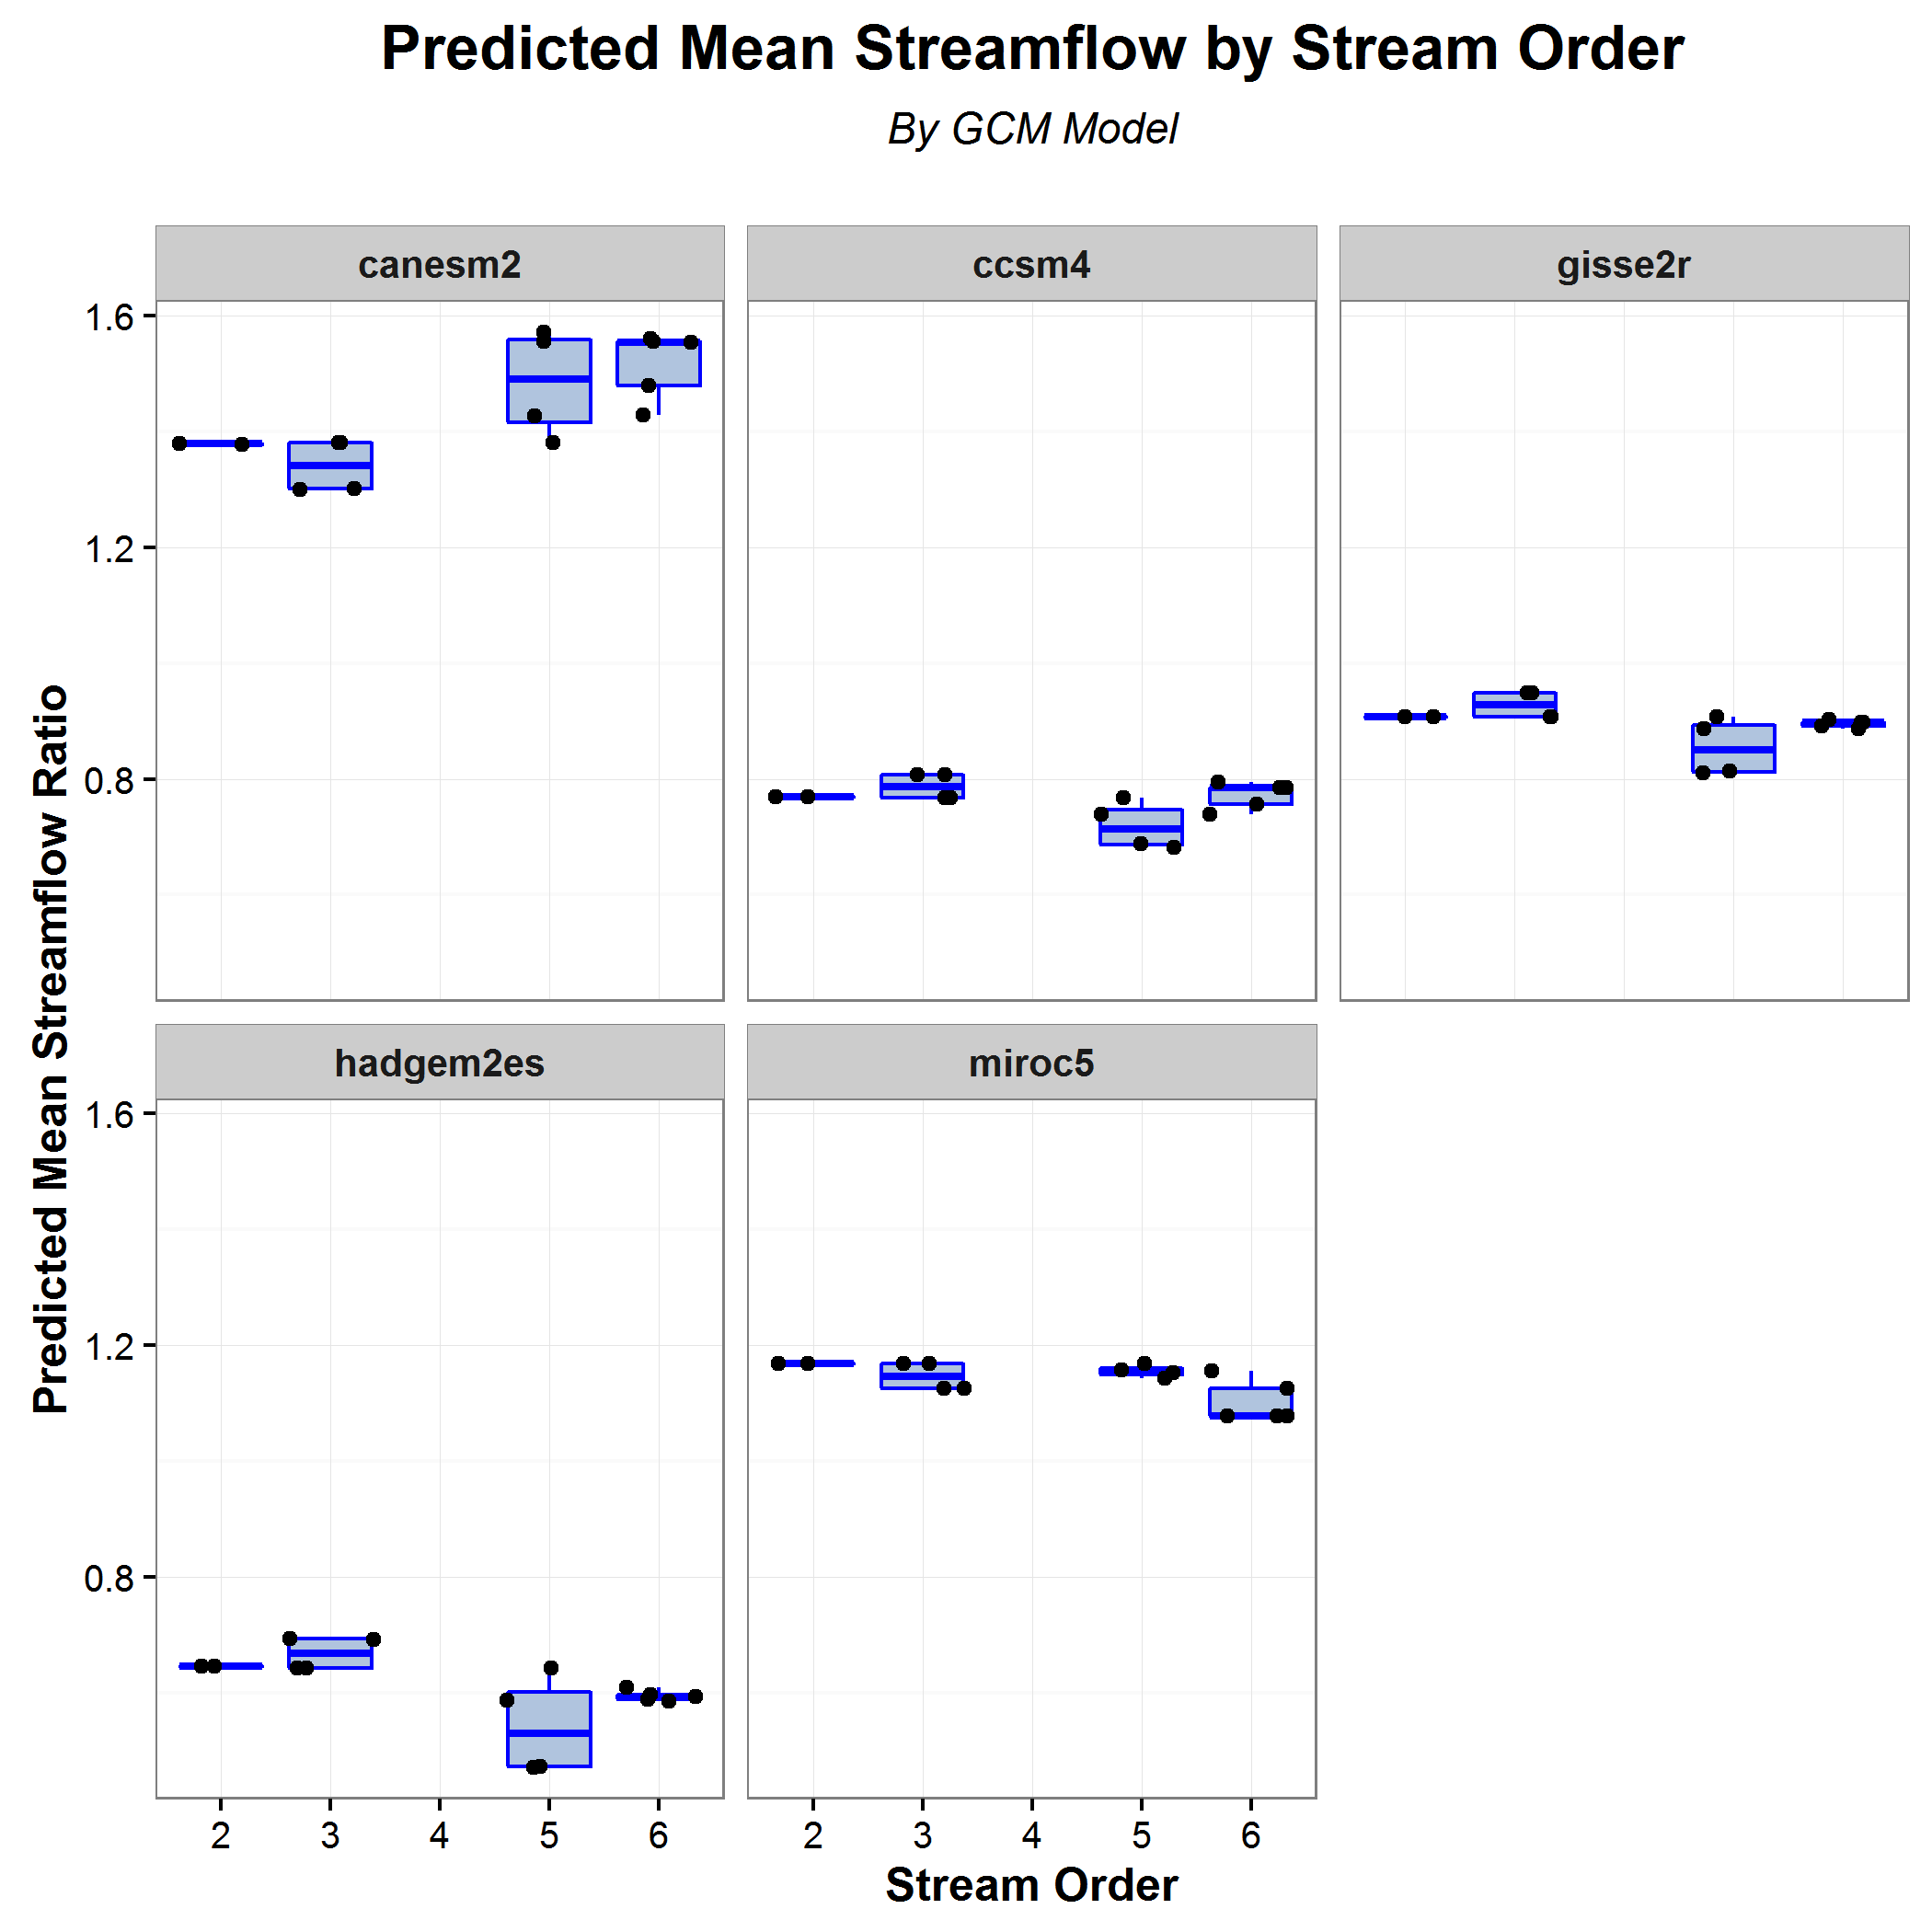 Predicted Mean Streamflow by Stream Order
By GCM Model
canesm2
ccsm4
gisse2r
1.6
1.2
0.8
Predicted Mean Streamflow Ratio
hadgem2es
miroc5
1.6
1.2
0.8
2 3 4 5 6
2 3 4 5 6
Stream Order